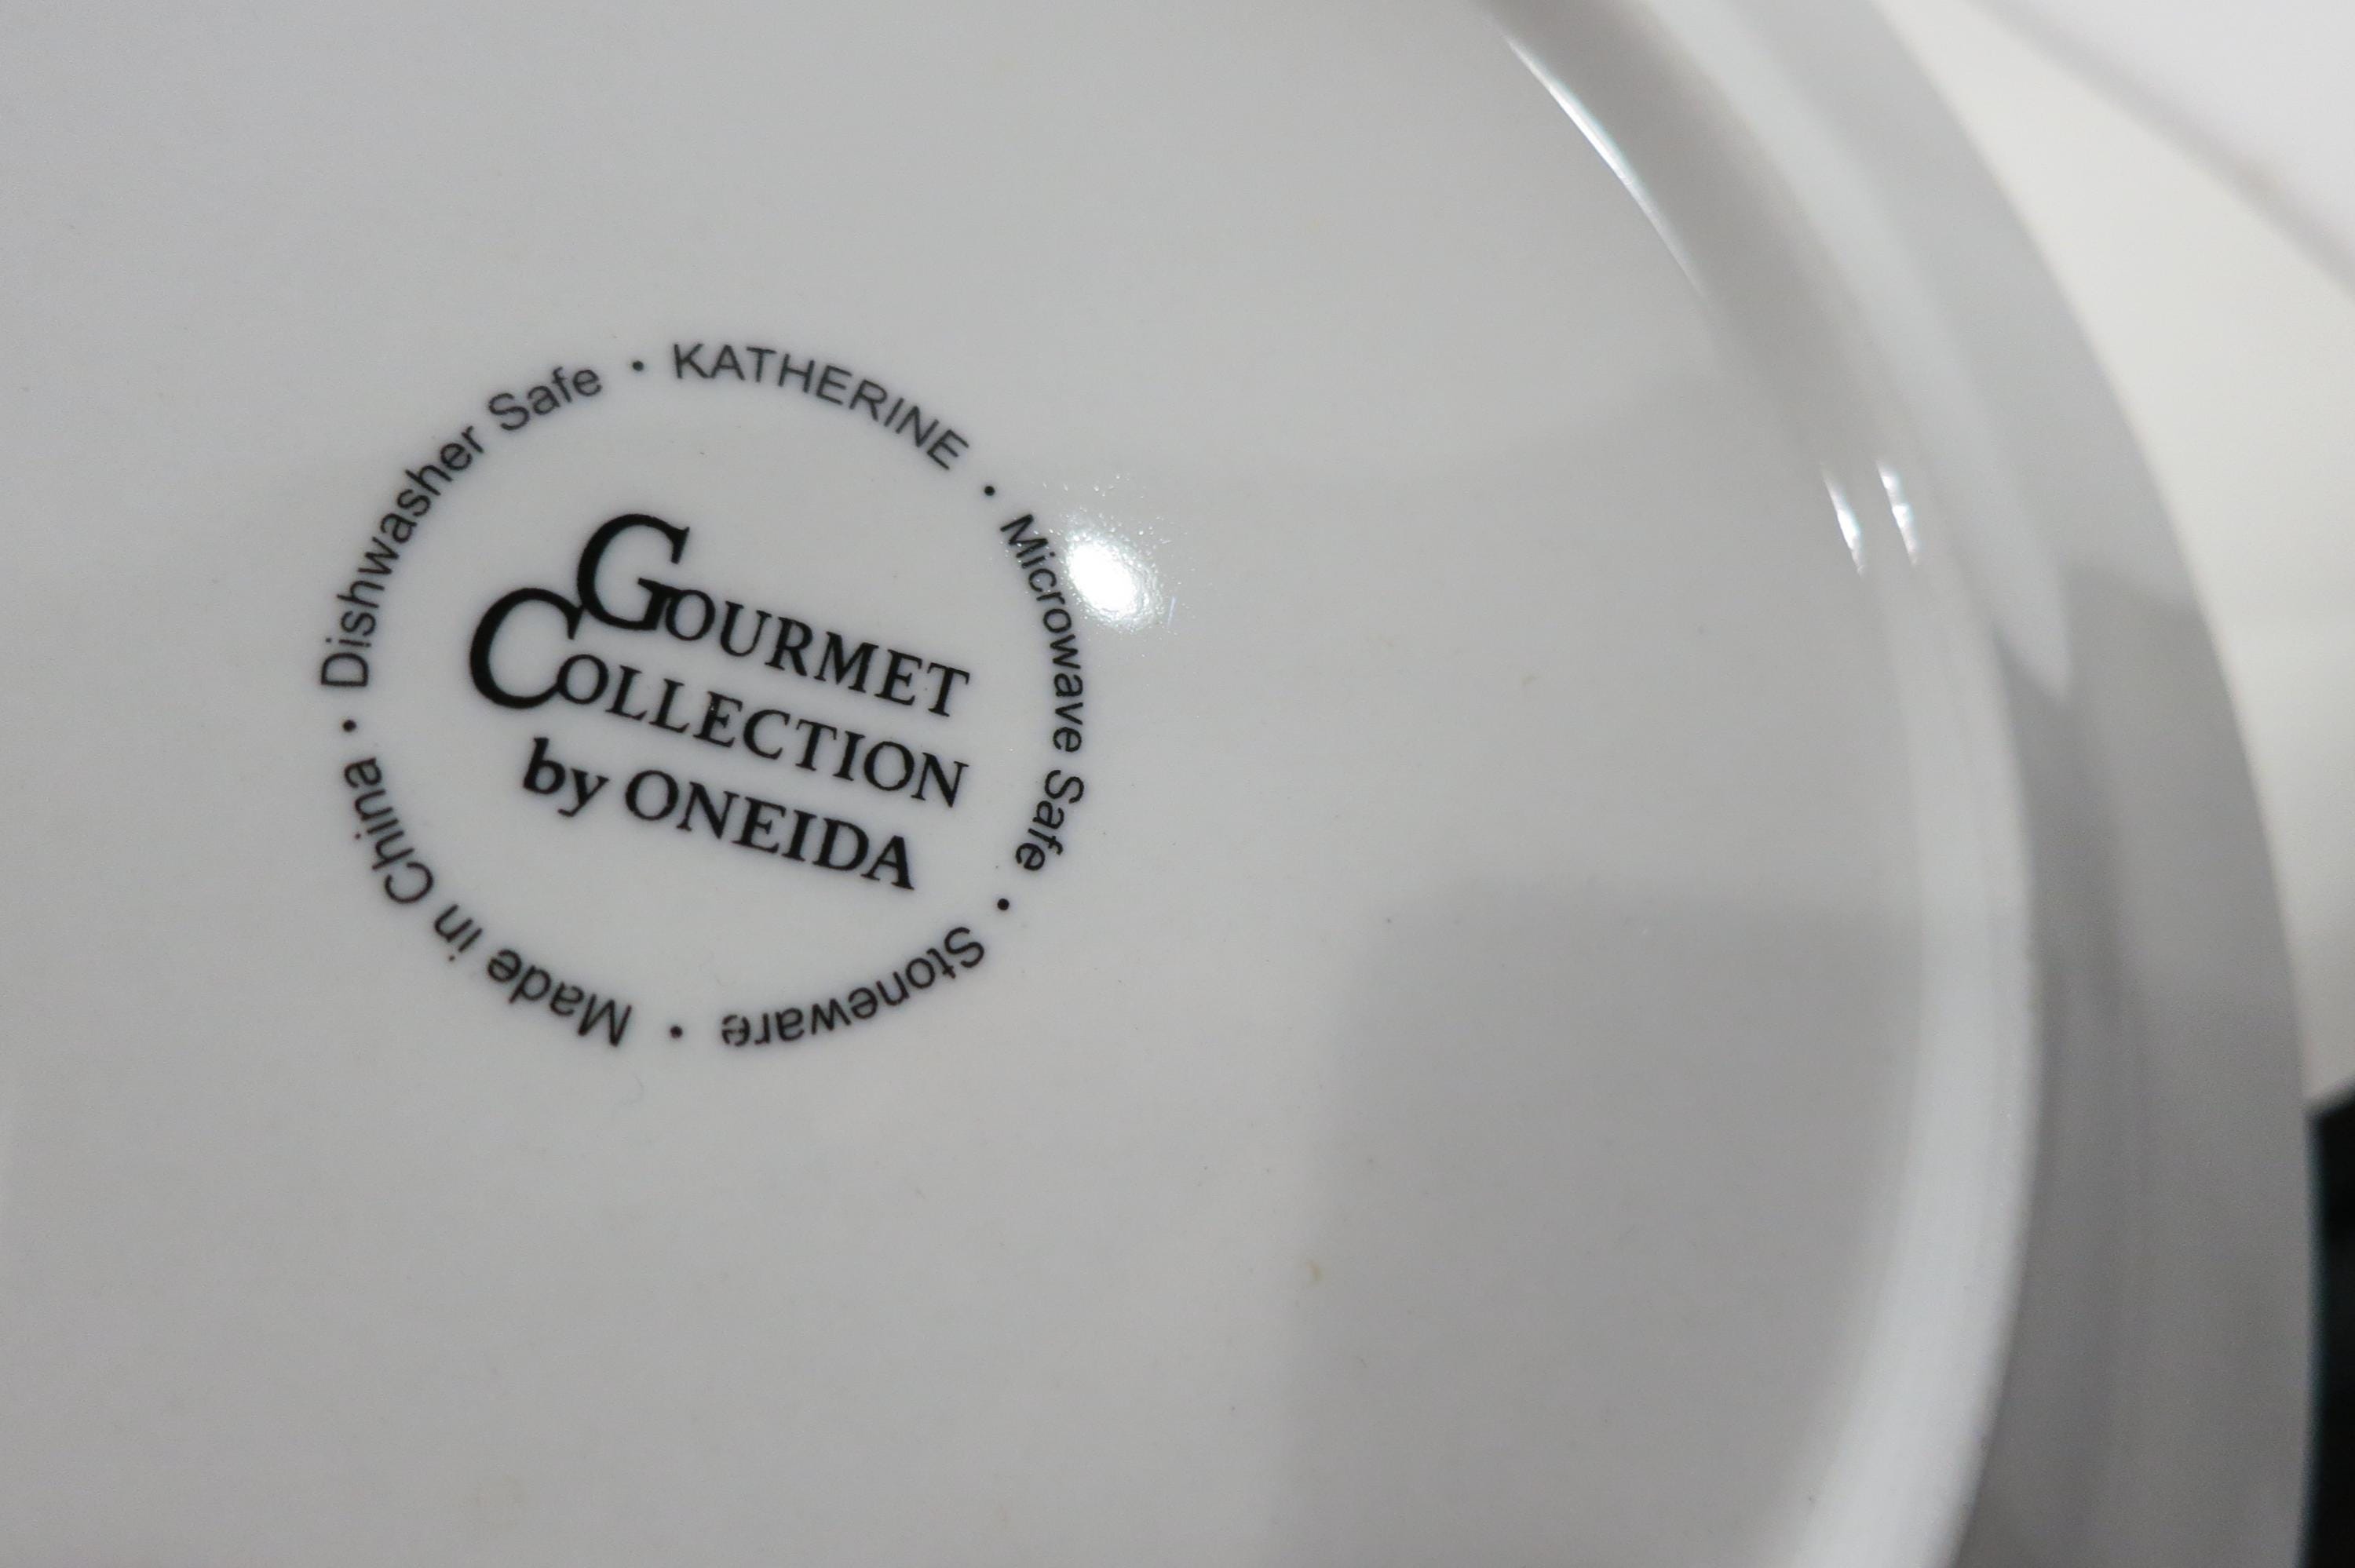 KATHERINE • Microwave Safe • Stoneware • Made in China • Dishwasher Safe •
GOURMET
COLLECTION
by ONEIDA